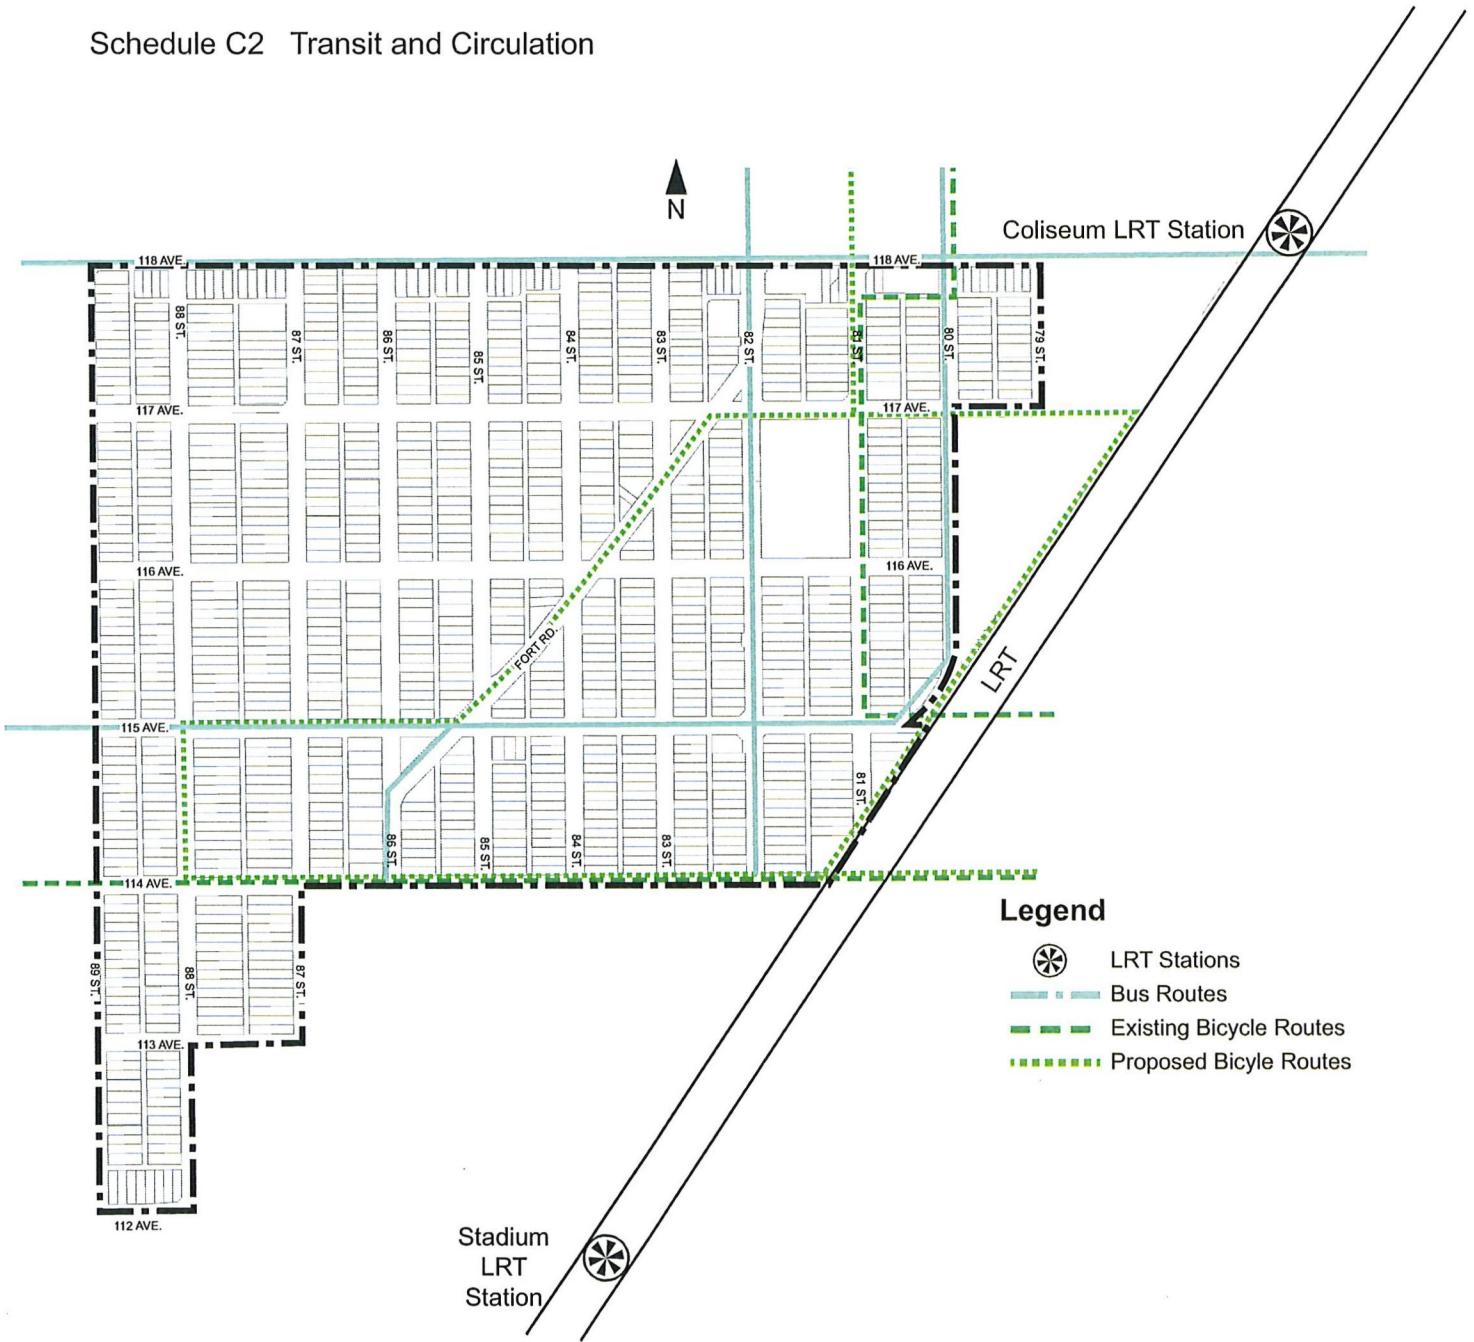 Schedule C2 Transit and Circulation
N
Coliseum LRT Station
118 AVE.
118 AVE.
88 ST.
87 ST.
86 ST.
85 ST.
84 ST.
83 ST.
82 ST.
81 ST.
80 ST.
79 ST.
117 AVE.
117 AVE.
116 AVE.
116 AVE.
FORT RD.
LRT
115 AVE.
81 ST.
86 ST.
85 ST.
84 ST.
83 ST.
114 AVE.
89 ST.
88 ST.
87 ST.
113 AVE.
112 AVE.
Legend
LRT Stations
Bus Routes
Existing Bicycle Routes
Proposed Bicyle Routes
Stadium
LRT
Station